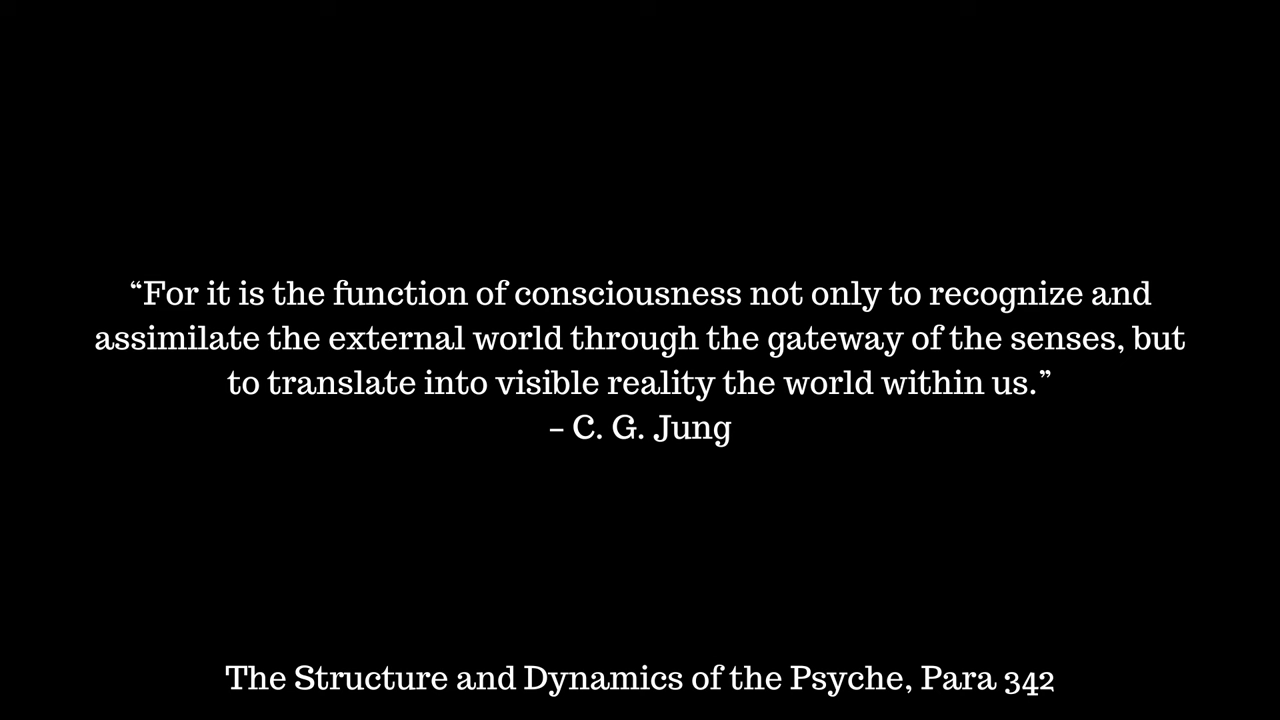 “For it is the function of consciousness not only to recognize and
assimilate the external world through the gateway of the senses, but
to translate into visible reality the world within us.”
– C. G. Jung
The Structure and Dynamics of the Psyche, Para 342